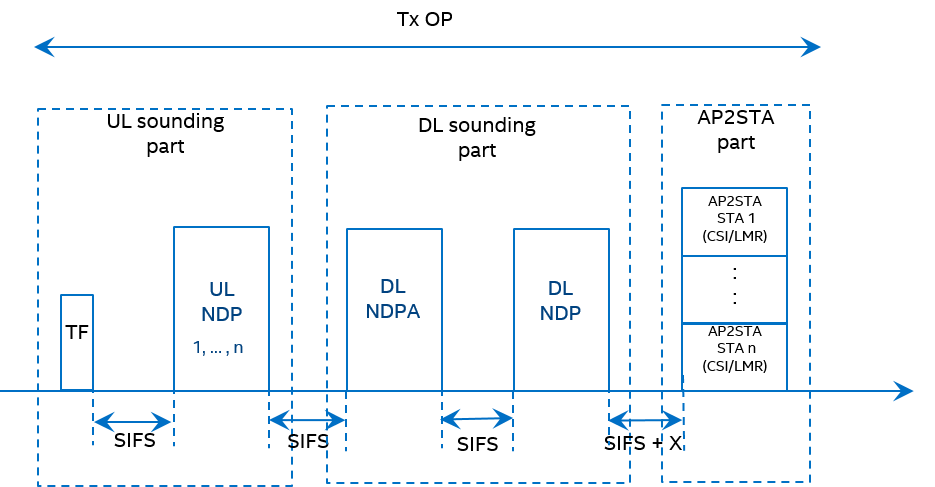 Tx OP
UL sounding
part
DL sounding
part
AP2STA
part
TF
UL
NDP
1, ... , n
DL
NDPA
DL
NDP
AP2STA
STA 1
(CSI/LMR)
:
:
AP2STA
STA n
(CSI/LMR)
SIFS
SIFS
SIFS
SIFS + X